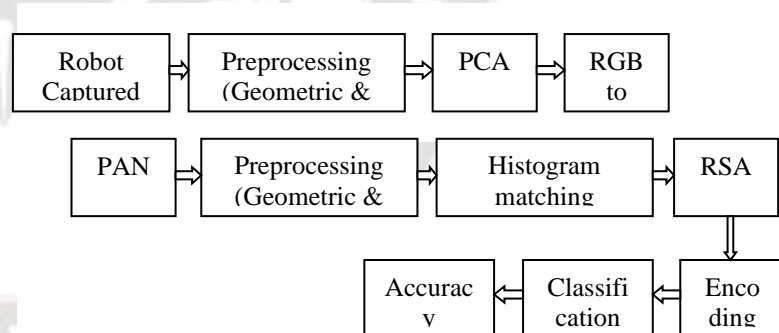 Robot
Captured
Preprocessing
(Geometric &
PCA
RGB
to
PAN
Preprocessing
(Geometric &
Histogram
matching
RSA
Accurac
y
Classifi
cation
Enco
ding